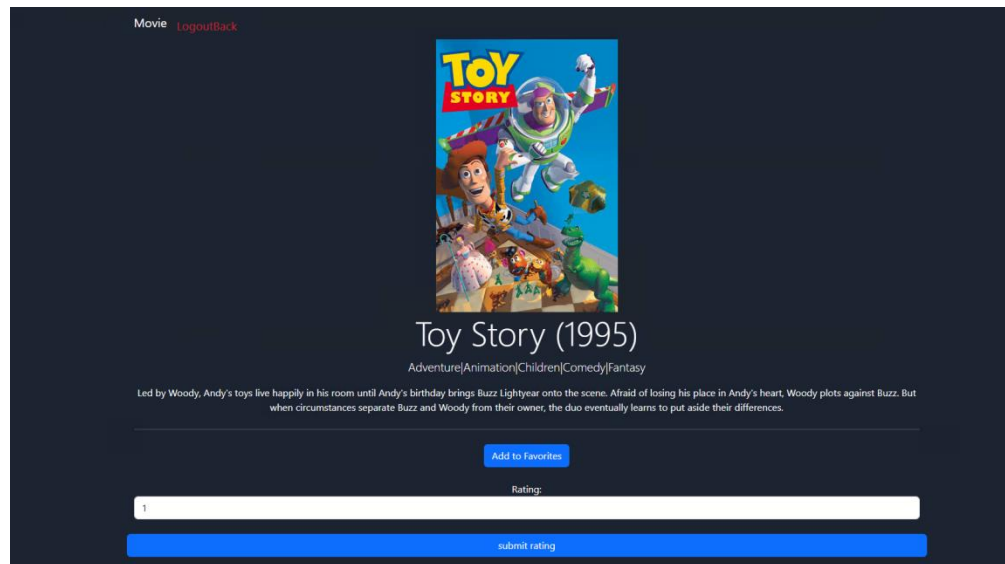 Movie LogoutBack
TOY
STORY
Toy Story (1995)
Adventure|Animation|Children|Comedy|Fantasy
Led by Woody, Andy's toys live happily in his room until Andy's birthday brings Buzz Lightyear onto the scene. Afraid of losing his place in Andy's heart, Woody plots against Buzz. But
when circumstances separate Buzz and Woody from their owner, the duo eventually learns to put aside their differences.
Add to Favorites
Rating:
1
submit rating